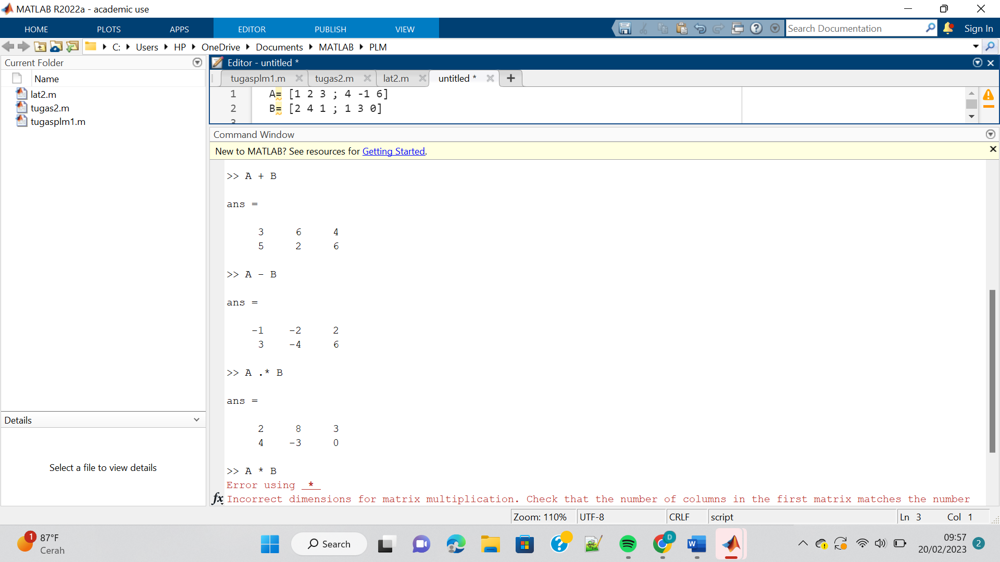 MATLAB R2022a - academic use
HOME PLOTS APPS EDITOR PUBLISH VIEW Search Documentation Sign In
C: Users HP OneDrive Documents MATLAB PLM
Current Folder
Name
lat2.m
tugas2.m
tugasplm1.m
Details
Select a file to view details
Editor - untitled *
tugasplm1.m tugas2.m lat2.m untitled * +
1 A= [1 2 3 ; 4 -1 6]
2 B= [2 4 1 ; 1 3 0]
3
Command Window
New to MATLAB? See resources for Getting Started.
>> A + B
ans =
3 6 4
5 2 6
>> A - B
ans =
-1 -2 2
3 -4 6
>> A .* B
ans =
2 8 3
4 -3 0
>> A * B
Error using *
fx Incorrect dimensions for matrix multiplication. Check that the number of columns in the first matrix matches the number
Zoom: 110% UTF-8 CRLF script Ln 3 Col 1
1 87°F
Cerah
Search
D
W
09:57
20/02/2023
2